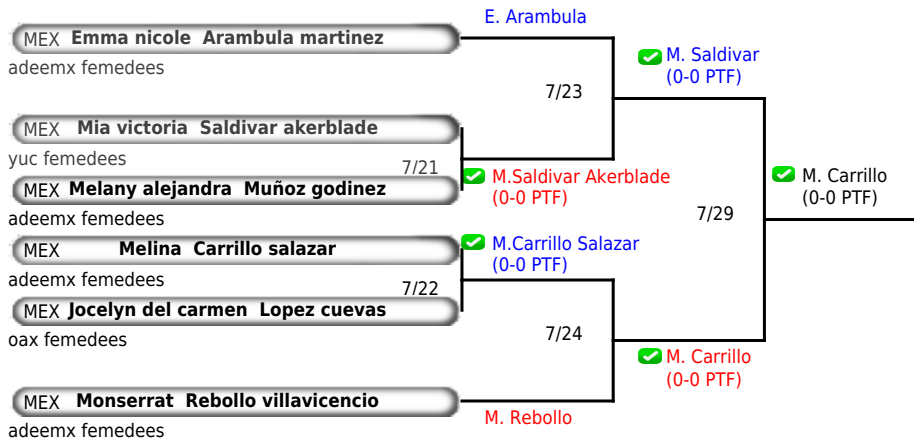 E. Arambula
MEX Emma nicole Arambula martinez
adeemx femedees
M. Saldivar
(0-0 PTF)
7/23
MEX Mia victoria Saldivar akerblade
yuc femedees
7/21
M.Saldivar Akerblade
(0-0 PTF)
MEX Melany alejandra Muñoz godinez
adeemx femedees
M. Carrillo
(0-0 PTF)
7/29
MEX Melina Carrillo salazar
adeemx femedees
M.Carrillo Salazar
(0-0 PTF)
7/22
MEX Jocelyn del carmen Lopez cuevas
oax femedees
7/24
M. Carrillo
(0-0 PTF)
MEX Monserrat Rebollo villavicencio
adeemx femedees
M. Rebollo